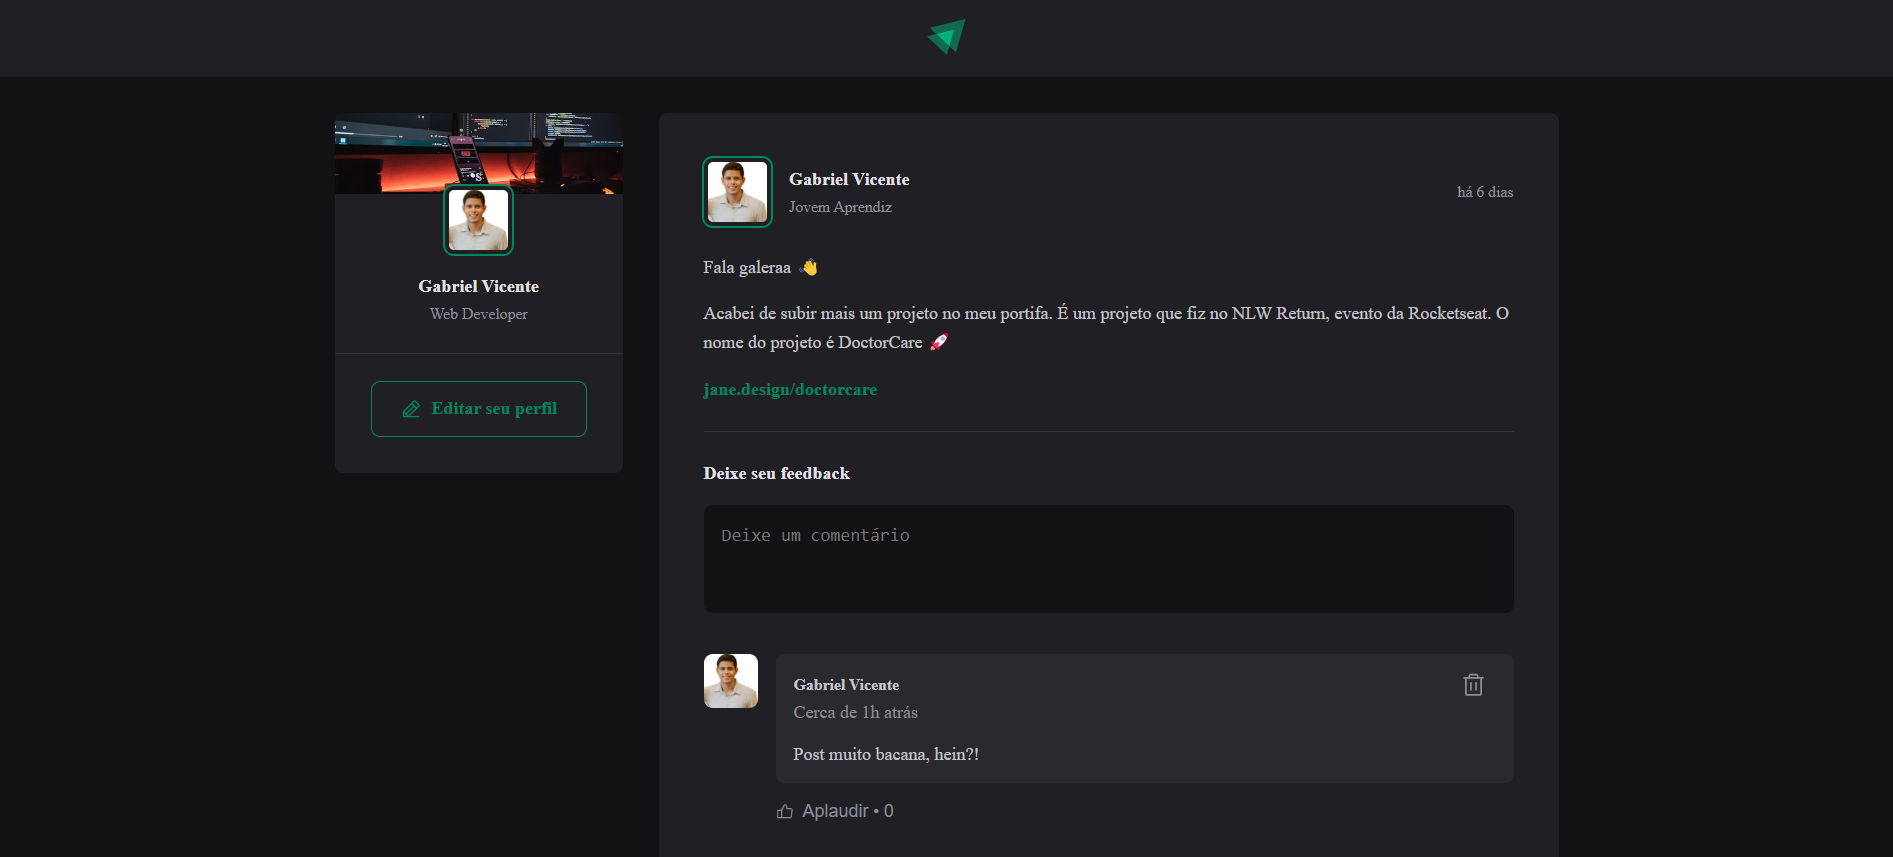 Gabriel Vicente
Web Developer
Editar seu perfil
Gabriel Vicente
Jovem Aprendiz
há 6 dias
Fala galeraa 👋
Acabei de subir mais um projeto no meu portifa. É um projeto que fiz no NLW Return, evento da Rocketseat. O
nome do projeto é DoctorCare 🚀
jane.design/doctorcare
Deixe seu feedback
Deixe um comentário
Gabriel Vicente
Cerca de 1h atrás
Post muito bacana, hein?!
Aplaudir • 0